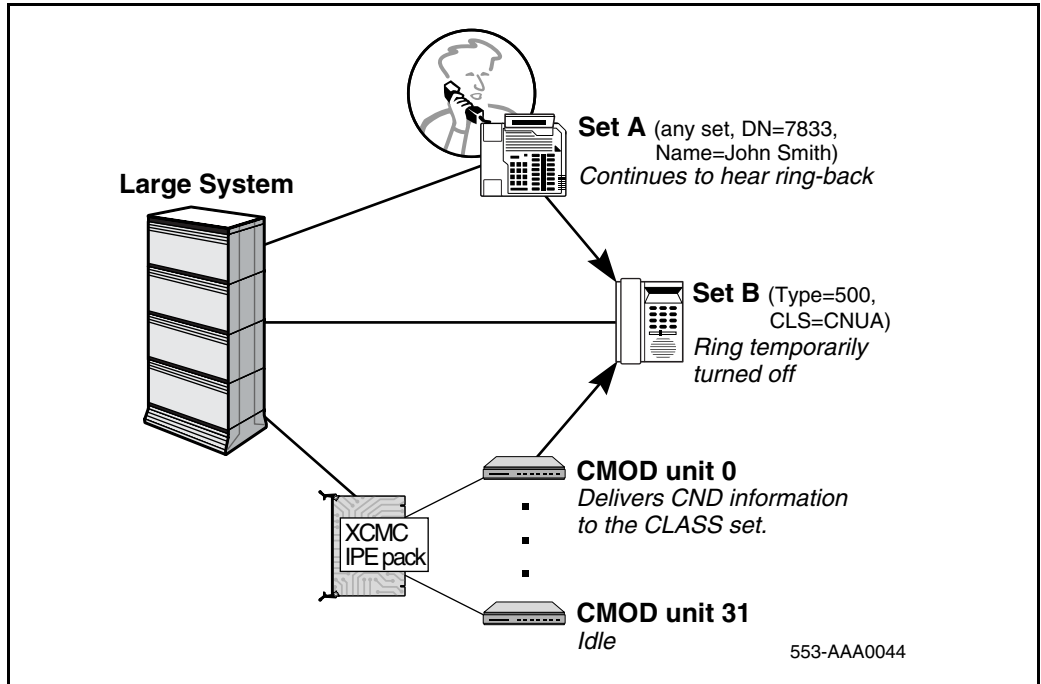 Large System
Set A (any set, DN=7833,
Name=John Smith)
Continues to hear ring-back
Set B (Type=500,
CLS=CNUA)
Ring temporarily
turned off
CMOD unit 0
Delivers CND information
to the CLASS set.
XCMC
IPE pack
CMOD unit 31
Idle
553-AAA0044